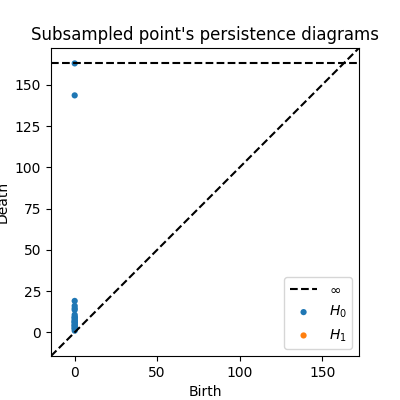 Subsampled point's persistence diagrams
150
125
100
75
50
25
0
Death
0 50 100 150
Birth
∞
H₀
H₁